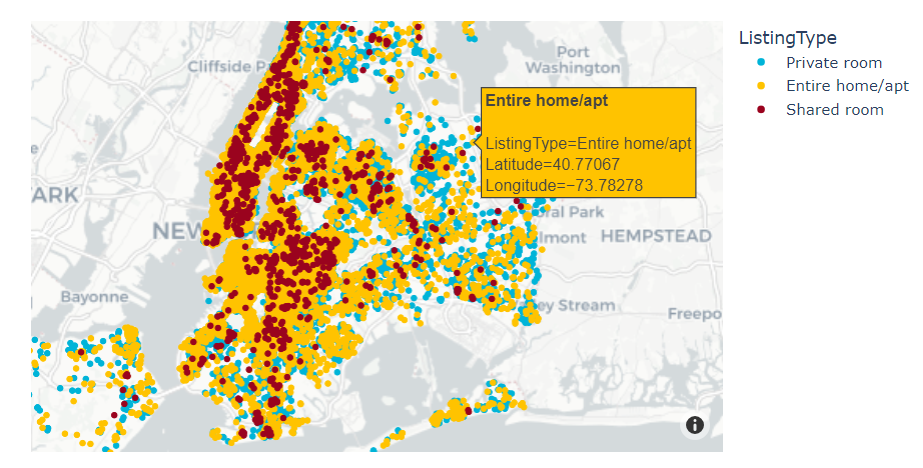 ListingType
Private room
Entire home/apt
Shared room
Cliffside P
Port
Washington
Entire home/apt
ListingType=Entire home/apt
Latitude=40.77067
Longitude=−73.78278
ARK
NEW
ral Park
lmont
HEMPSTEAD
Bayonne
ey Stream
Freepo
i